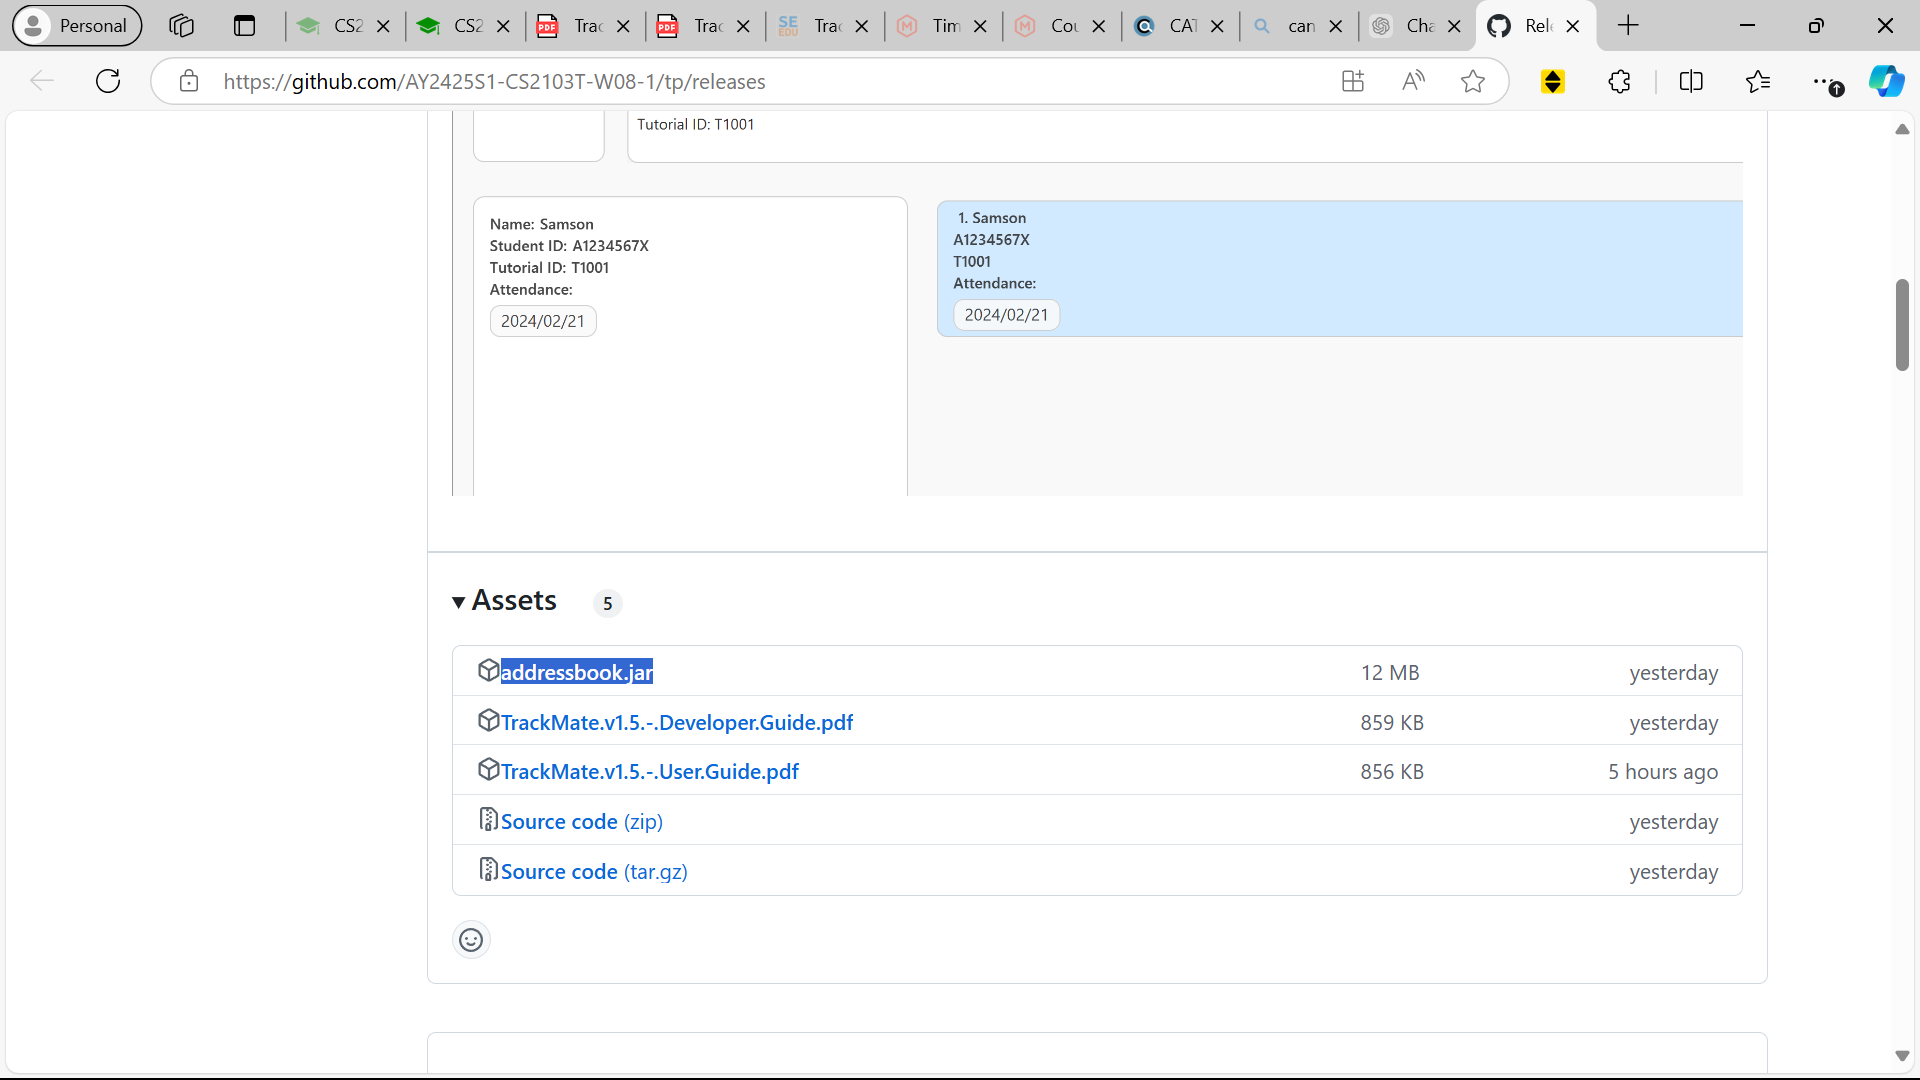 Personal
CS2
CS2
Trac
Trac
SE
EDU
Trac
Tim
Cou
CAT
can
Cha
Rele
https://github.com/AY2425S1-CS2103T-W08-1/tp/releases
Tutorial ID: T1001
Name: Samson
Student ID: A1234567X
Tutorial ID: T1001
Attendance:
2024/02/21
1. Samson
A1234567X
T1001
Attendance:
2024/02/21
Assets 5
addressbook.jar 12 MB yesterday
TrackMate.v1.5.-.Developer.Guide.pdf 859 KB yesterday
TrackMate.v1.5.-.User.Guide.pdf 856 KB 5 hours ago
Source code (zip) yesterday
Source code (tar.gz) yesterday